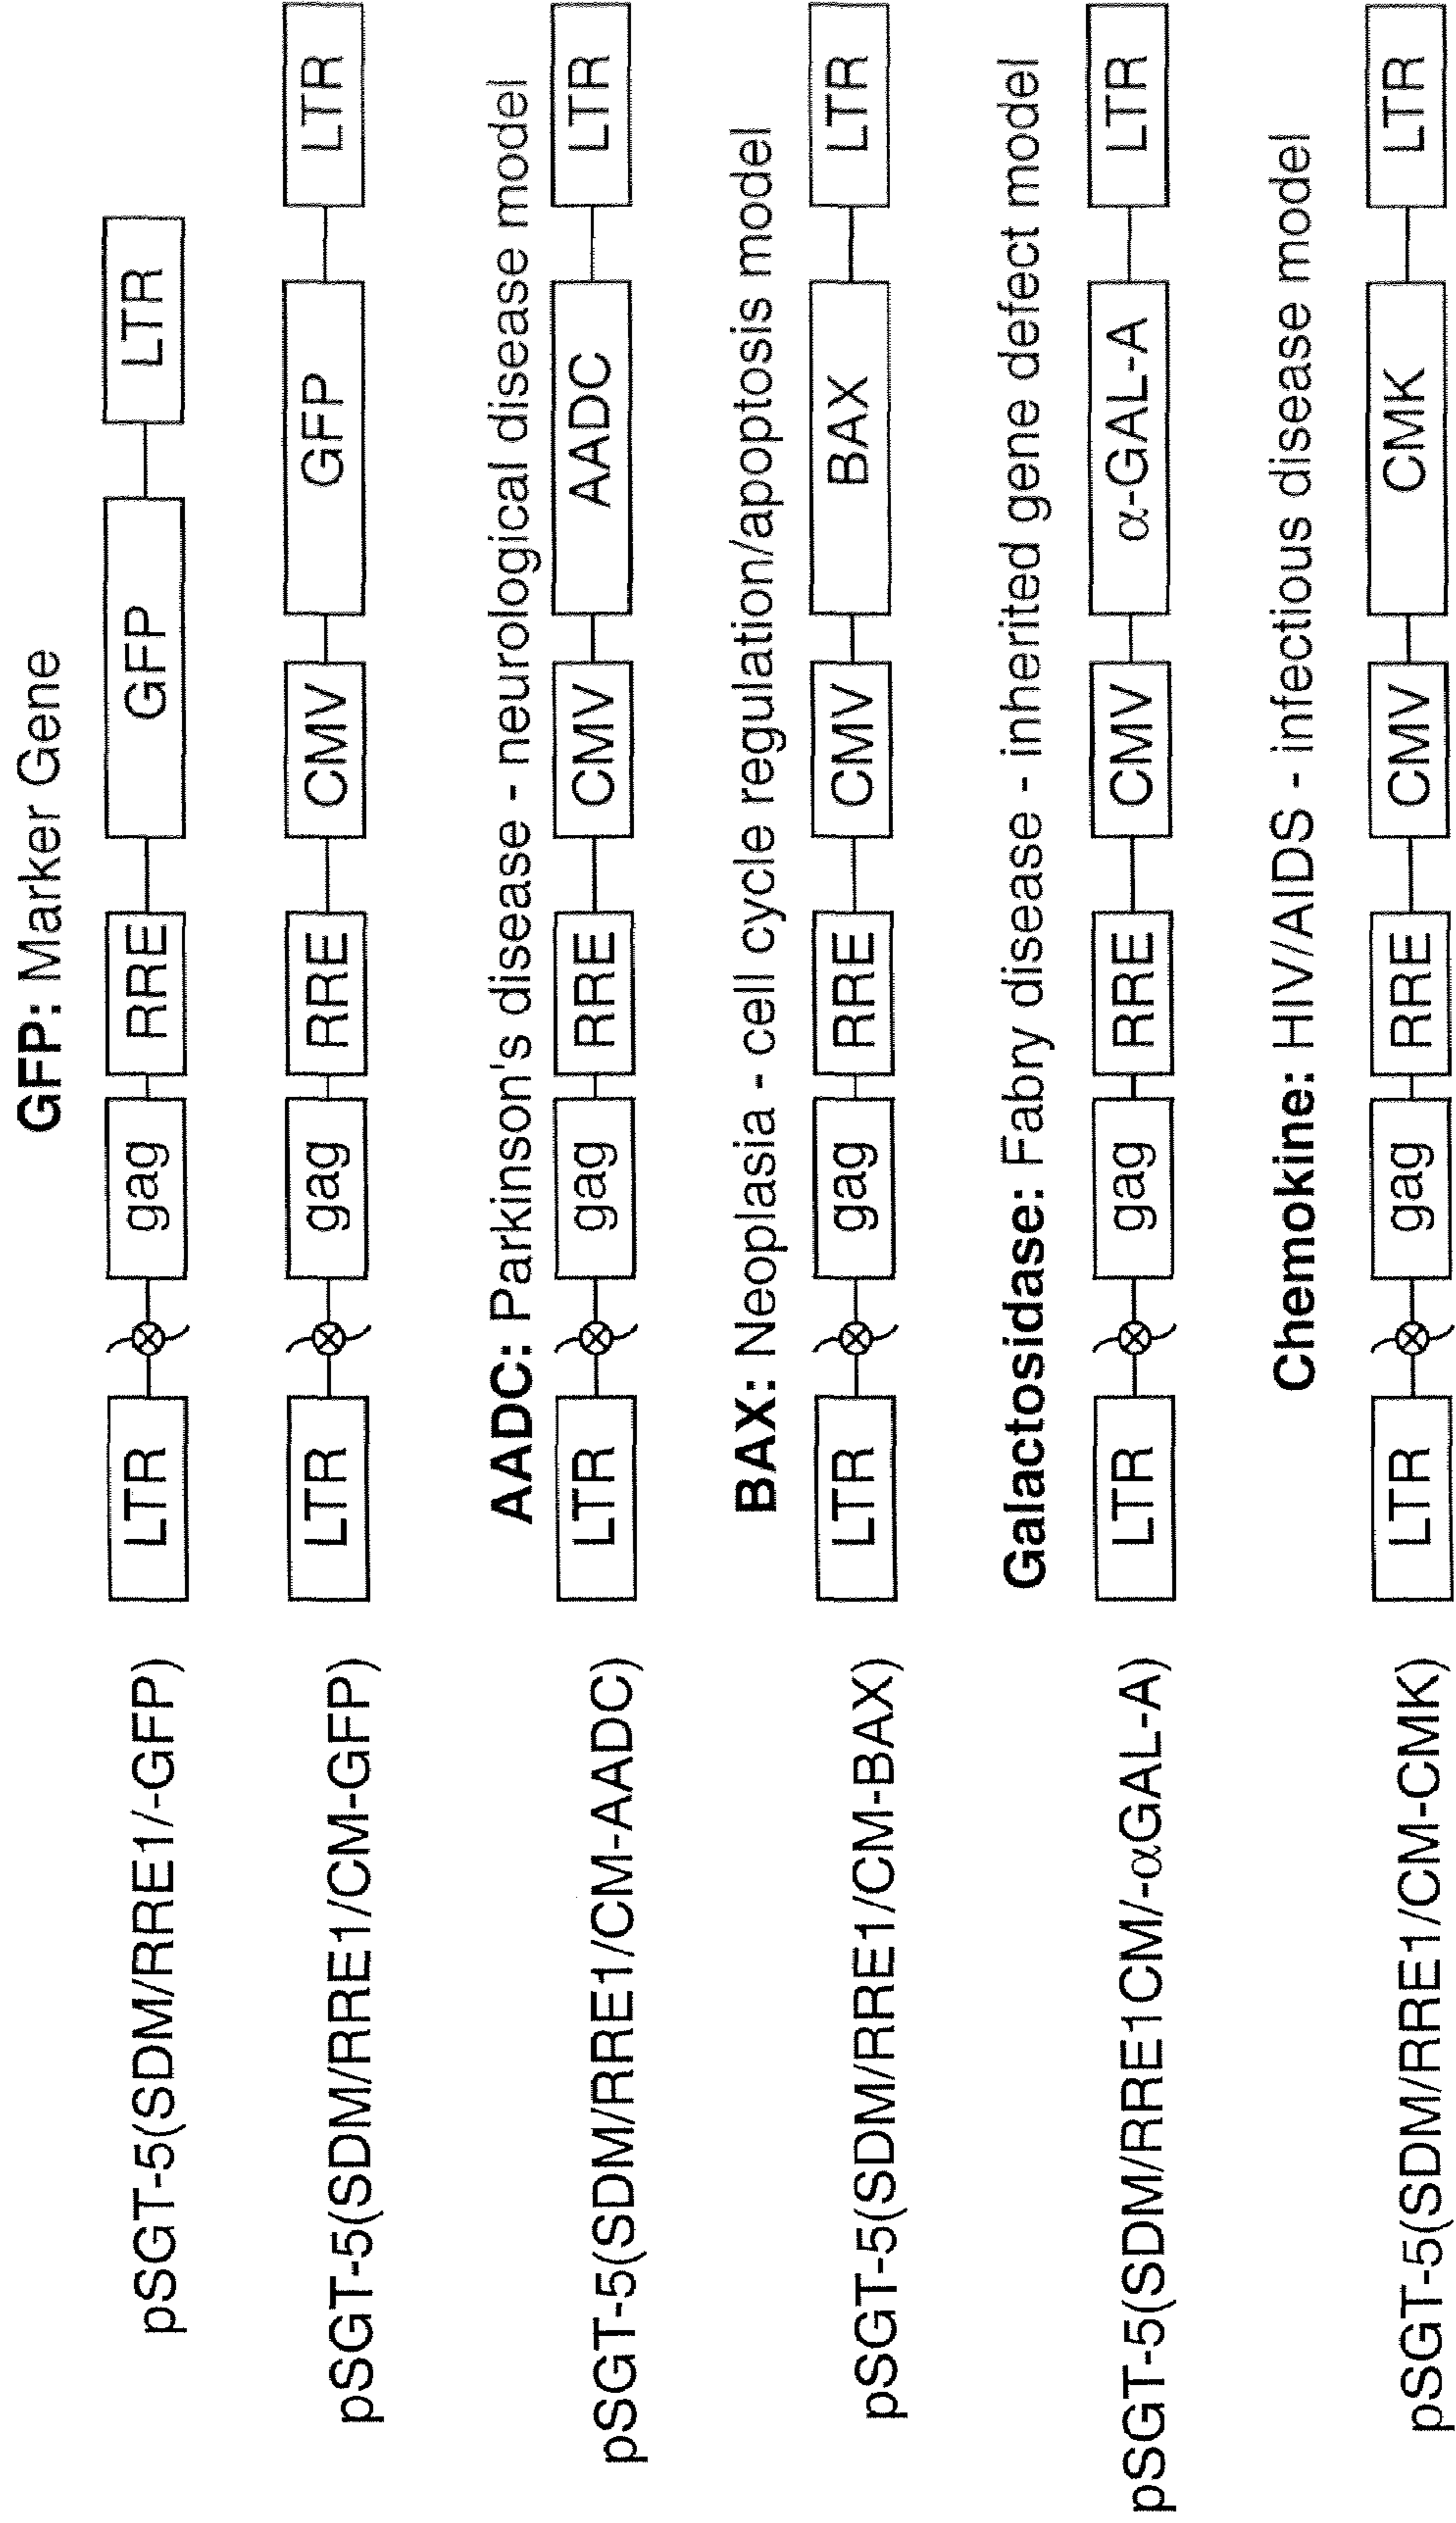 GFP: Marker Gene
pSGT-5(SDM/RRE1/-GFP) LTR gag RRE GFP LTR
pSGT-5(SDM/RRE1/CM-GFP) LTR gag RRE CMV GFP LTR
AADC: Parkinson's disease - neurological disease model
pSGT-5(SDM/RRE1/CM-AADC) LTR gag RRE CMV AADC LTR
BAX: Neoplasia - cell cycle regulation/apoptosis model
pSGT-5(SDM/RRE1/CM-BAX) LTR gag RRE CMV BAX LTR
Galactosidase: Fabry disease - inherited gene defect model
pSGT-5(SDM/RRE1CM/-αGAL-A) LTR gag RRE CMV α-GAL-A LTR
Chemokine: HIV/AIDS - infectious disease model
pSGT-5(SDM/RRE1/CM-CMK) LTR gag RRE CMV CMK LTR